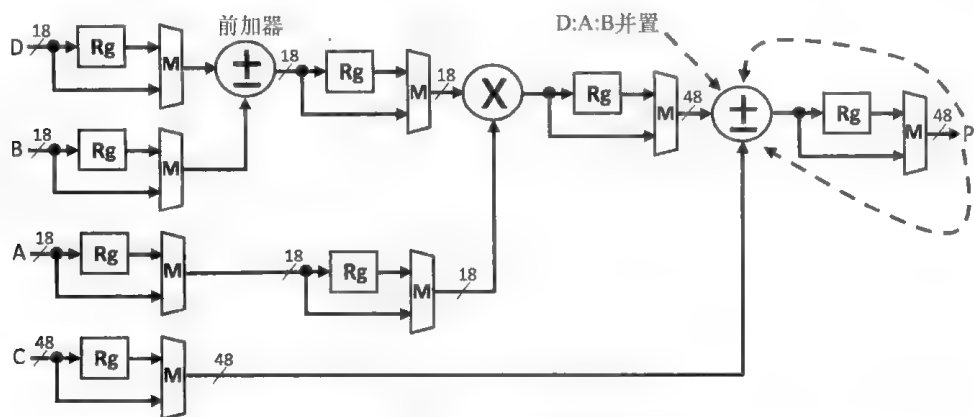 前加器
D:A:B并置
D 18 Rg M ± 18 Rg M 18 X Rg M 48 ± Rg M 48 P
B 18 Rg M
A 18 Rg M 18 Rg M 18
C 48 Rg M 48